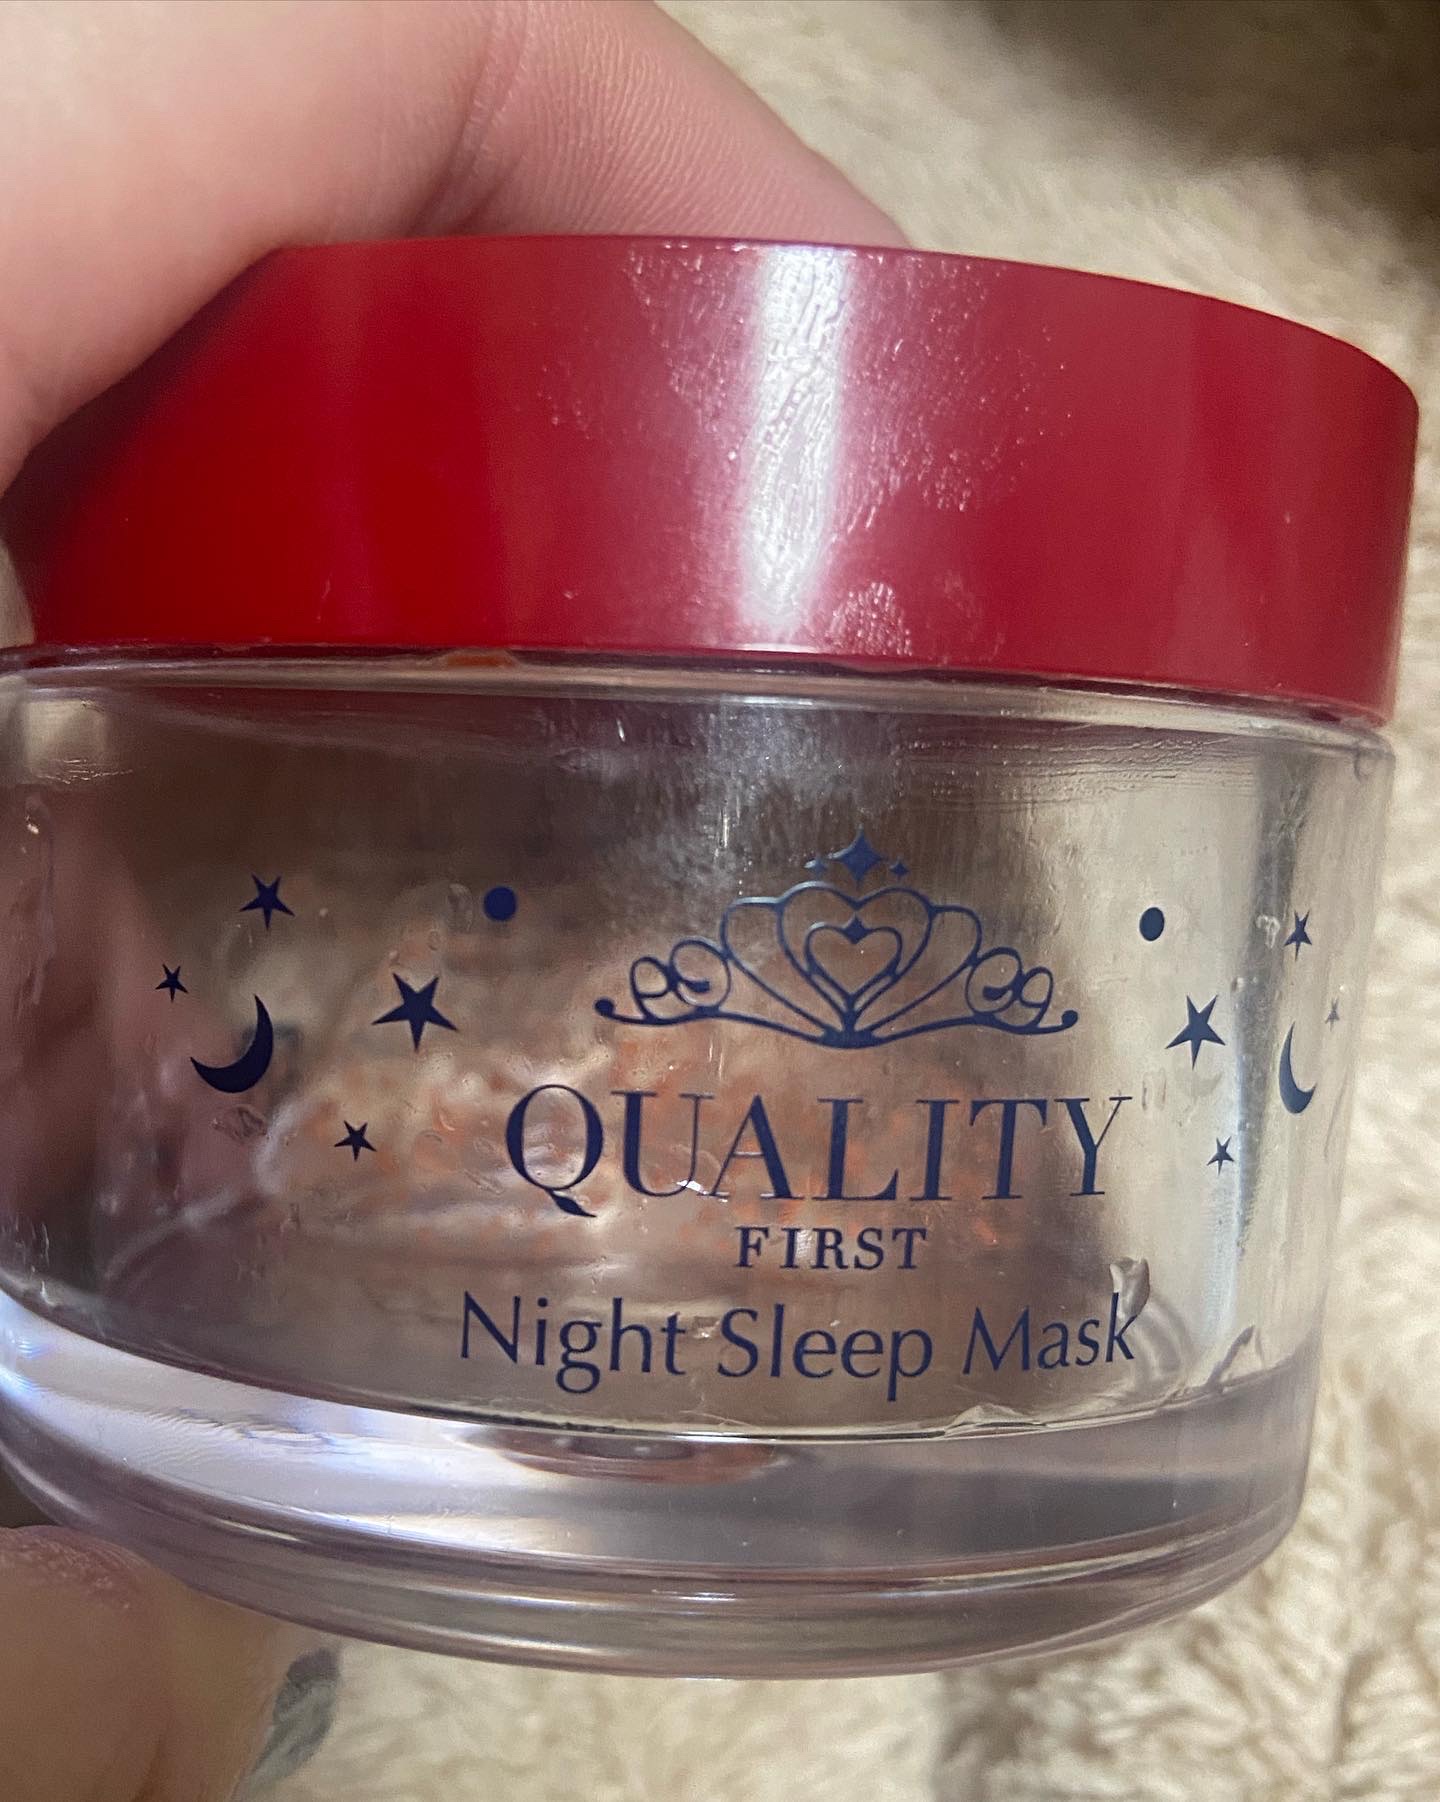 QUALITY
FIRST
Night Sleep Mask